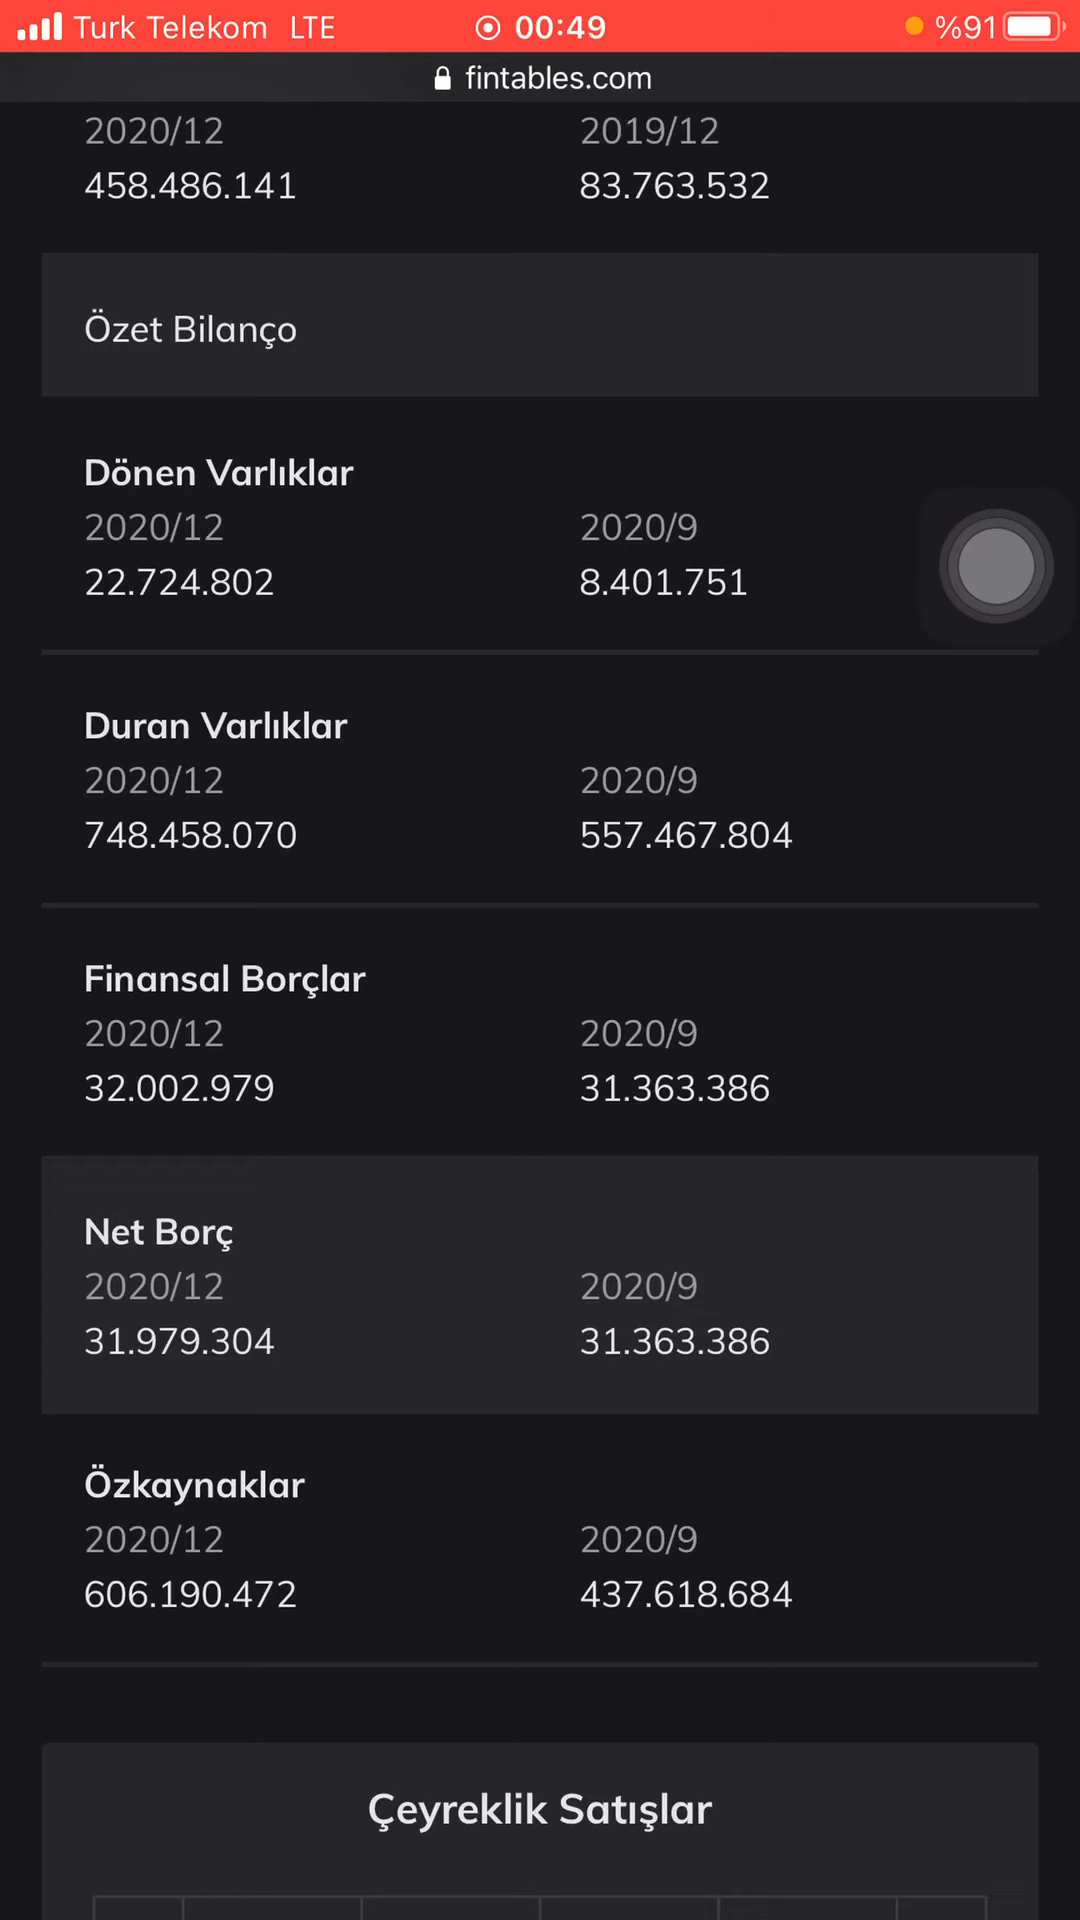 Turk Telekom LTE 00:49 %91
fintables.com
2020/12 2019/12
458.486.141 83.763.532
Özet Bilanço
Dönen Varlıklar
2020/12 2020/9
22.724.802 8.401.751
Duran Varlıklar
2020/12 2020/9
748.458.070 557.467.804
Finansal Borçlar
2020/12 2020/9
32.002.979 31.363.386
Net Borç
2020/12 2020/9
31.979.304 31.363.386
Özkaynaklar
2020/12 2020/9
606.190.472 437.618.684
Çeyreklik Satışlar